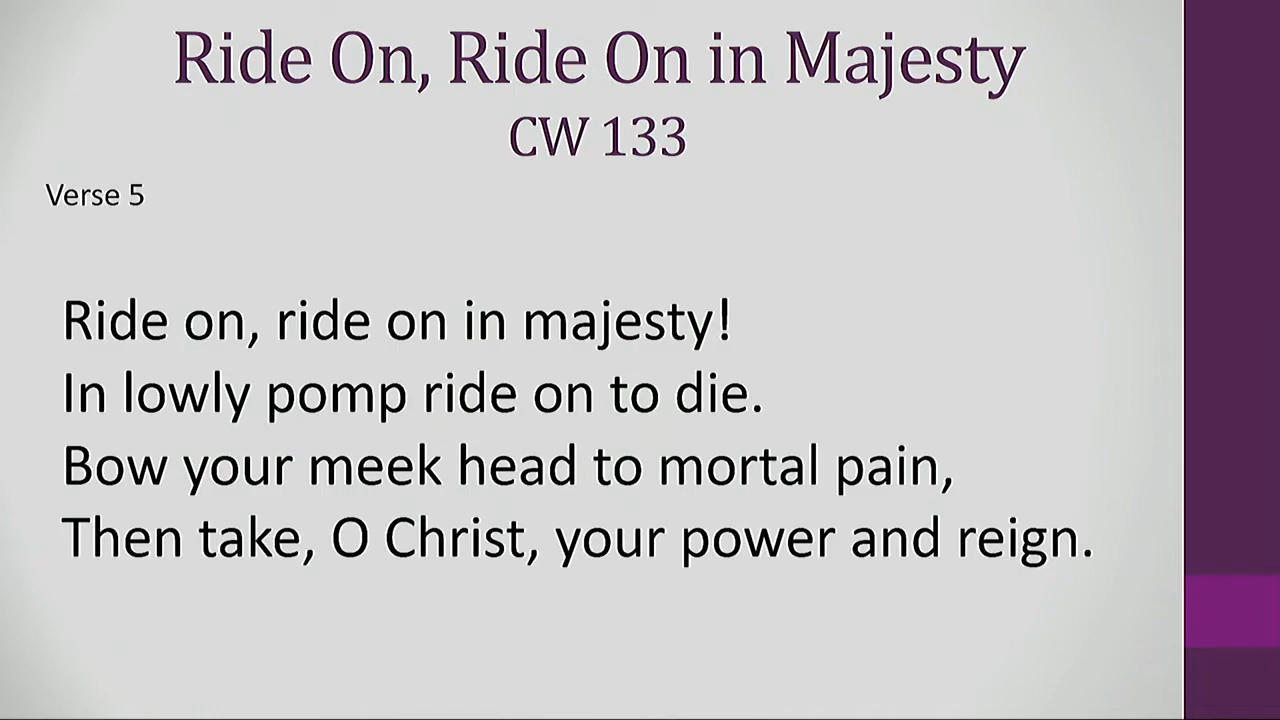 Ride On, Ride On in Majesty
CW 133
Verse 5
Ride on, ride on in majesty!
In lowly pomp ride on to die.
Bow your meek head to mortal pain,
Then take, O Christ, your power and reign.